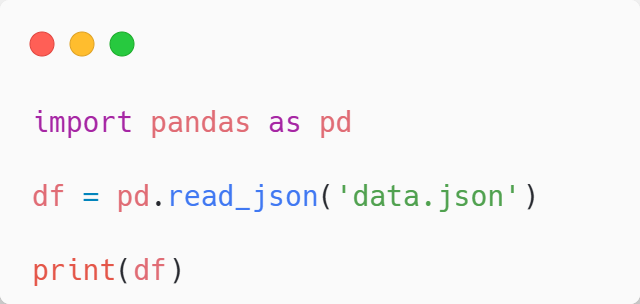 import pandas as pd
df = pd.read_json('data.json')
print(df)